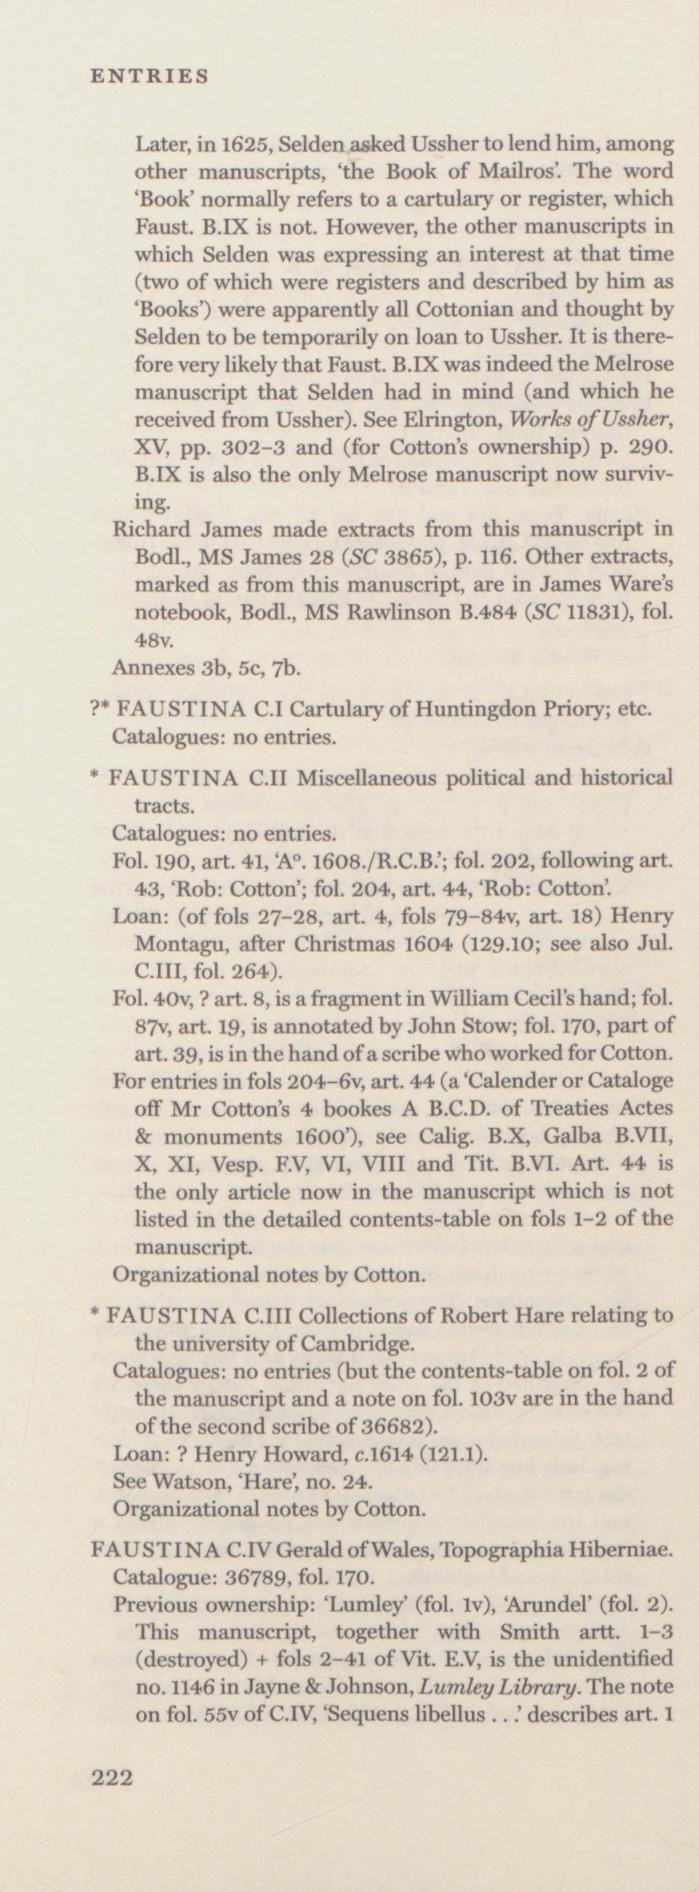 ENTRIES
Later, in 1625, Selden asked Ussher to lend him, among
other manuscripts, ‘the Book of Mailros’. The word
‘Book’ normally refers to a cartulary or register, which
Faust. B.IX is not. However, the other manuscripts in
which Selden was expressing an interest at that time
(two of which were registers and described by him as
‘Books’) were apparently all Cottonian and thought by
Selden to be temporarily on loan to Ussher. It is there-
fore very likely that Faust. B.IX was indeed the Melrose
manuscript that Selden had in mind (and which he
received from Ussher). See Elrington, Works of Ussher,
XV, pp. 302–3 and (for Cotton’s ownership) p. 290.
B.IX is also the only Melrose manuscript now surviv-
ing.
Richard James made extracts from this manuscript in
Bodl., MS James 28 (SC 3865), p. 116. Other extracts,
marked as from this manuscript, are in James Ware’s
notebook, Bodl., MS Rawlinson B.484 (SC 11831), fol.
48v.
Annexes 3b, 5c, 7b.
?* FAUSTINA C.I Cartulary of Huntingdon Priory; etc.
Catalogues: no entries.
* FAUSTINA C.II Miscellaneous political and historical
tracts.
Catalogues: no entries.
Fol. 190, art. 41, ‘Aº. 1608./R.C.B.’; fol. 202, following art.
43, ‘Rob: Cotton’; fol. 204, art. 44, ‘Rob: Cotton’.
Loan: (of fols 27–28, art. 4, fols 79–84v, art. 18) Henry
Montagu, after Christmas 1604 (129.10; see also Jul.
C.III, fol. 264).
Fol. 40v, ? art. 8, is a fragment in William Cecil’s hand; fol.
87v, art. 19, is annotated by John Stow; fol. 170, part of
art. 39, is in the hand of a scribe who worked for Cotton.
For entries in fols 204–6v, art. 44 (a ‘Calender or Cataloge
off Mr Cotton’s 4 bookes A B.C.D. of Treaties Actes
& monuments 1600’), see Calig. B.X, Galba B.VII,
X, XI, Vesp. F.V, VI, VIII and Tit. B.VI. Art. 44 is
the only article now in the manuscript which is not
listed in the detailed contents-table on fols 1–2 of the
manuscript.
Organizational notes by Cotton.
* FAUSTINA C.III Collections of Robert Hare relating to
the university of Cambridge.
Catalogues: no entries (but the contents-table on fol. 2 of
the manuscript and a note on fol. 103v are in the hand
of the second scribe of 36682).
Loan: ? Henry Howard, c.1614 (121.1).
See Watson, ‘Hare’, no. 24.
Organizational notes by Cotton.
FAUSTINA C.IV Gerald of Wales, Topographia Hiberniae.
Catalogue: 36789, fol. 170.
Previous ownership: ‘Lumley’ (fol. 1v), ‘Arundel’ (fol. 2).
This manuscript, together with Smith artt. 1–3
(destroyed) + fols 2–41 of Vit. E.V, is the unidentified
no. 1146 in Jayne & Johnson, Lumley Library. The note
on fol. 55v of C.IV, ‘Sequens libellus . . .’ describes art. 1
222